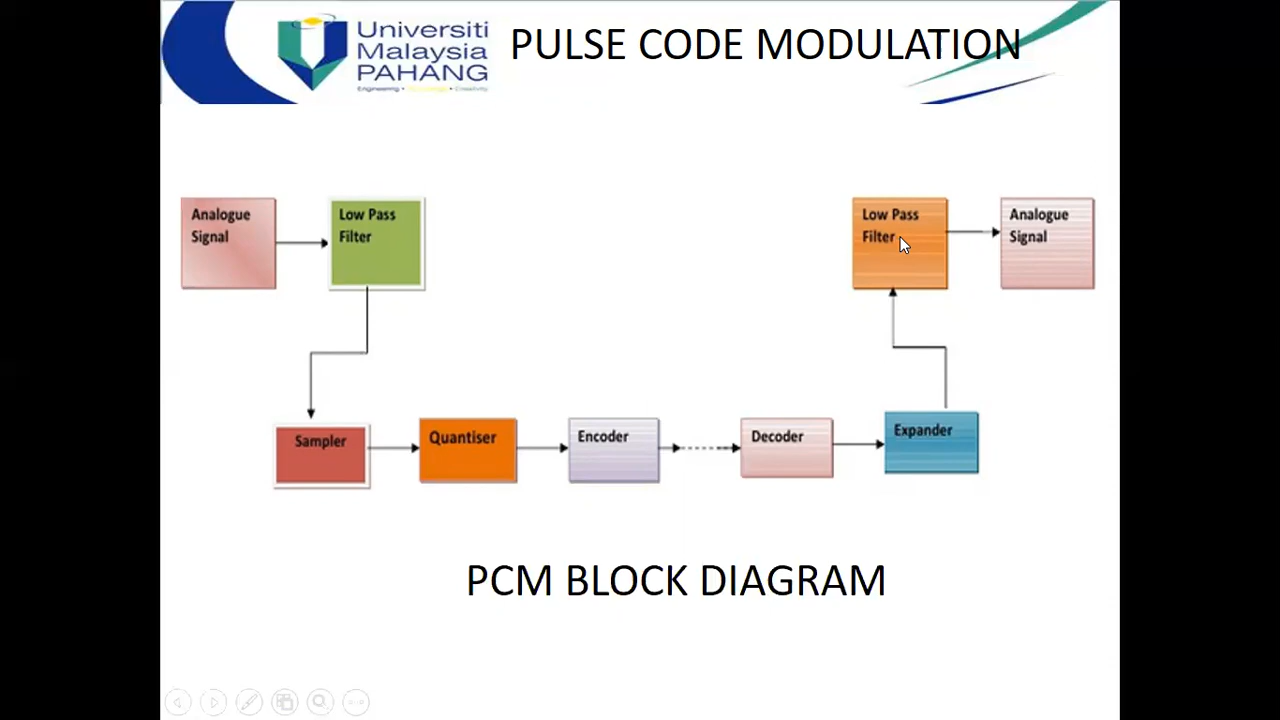 Universiti
Malaysia
PAHANG
PULSE CODE MODULATION
Analogue
Signal
Low Pass
Filter
Low Pass
Filter
Analogue
Signal
Sampler
Quantiser
Encoder
Decoder
Expander
PCM BLOCK DIAGRAM